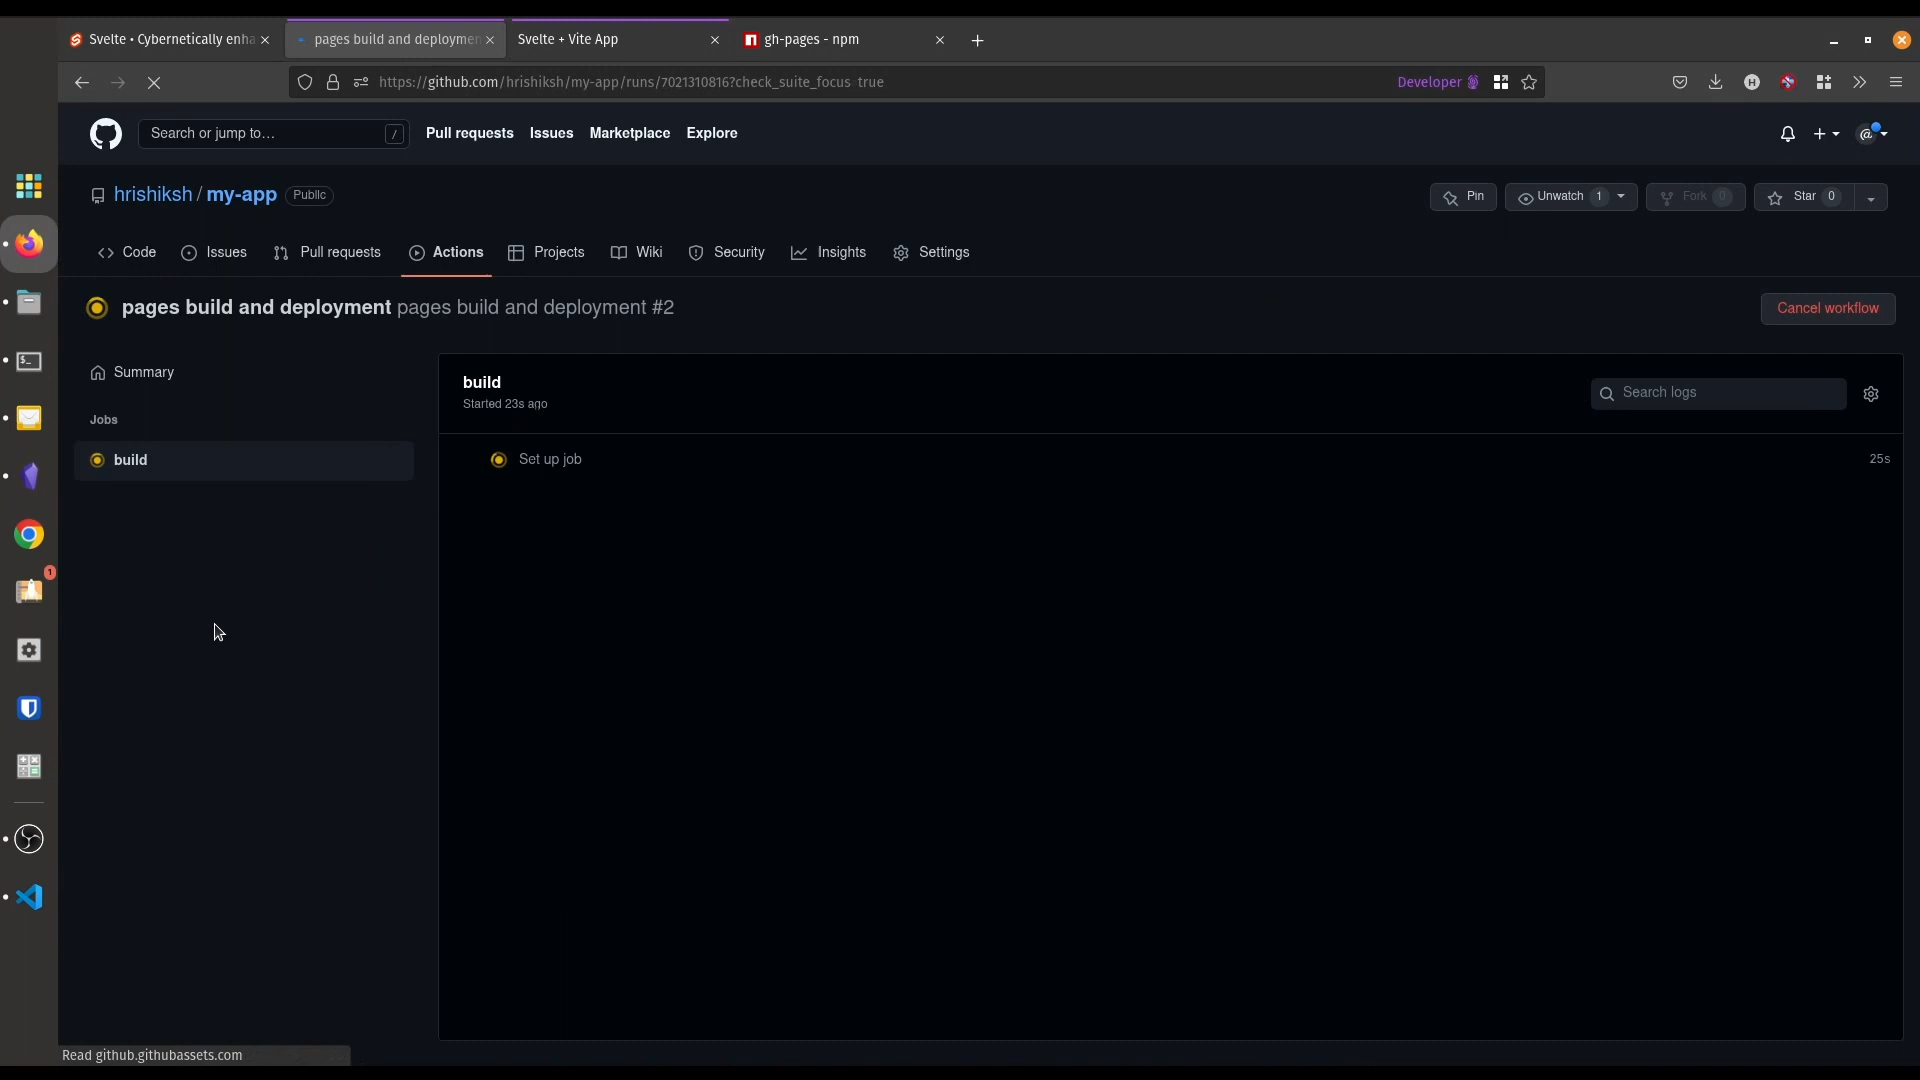 Svelte • Cybernetically enha
pages build and deploymen
Svelte + Vite App
gh-pages - npm
https://github.com/hrishiksh/my-app/runs/7021310816?check_suite_focus=true
Developer
H
Search or jump to…
/
Pull requests
Issues
Marketplace
Explore
hrishiksh / my-app
Public
Pin
Unwatch 1
Fork 0
Star 0
Code
Issues
Pull requests
Actions
Projects
Wiki
Security
Insights
Settings
pages build and deployment pages build and deployment #2
Cancel workflow
Summary
build
Started 23s ago
Search logs
Jobs
build
Set up job
25s
1
Read github.githubassets.com